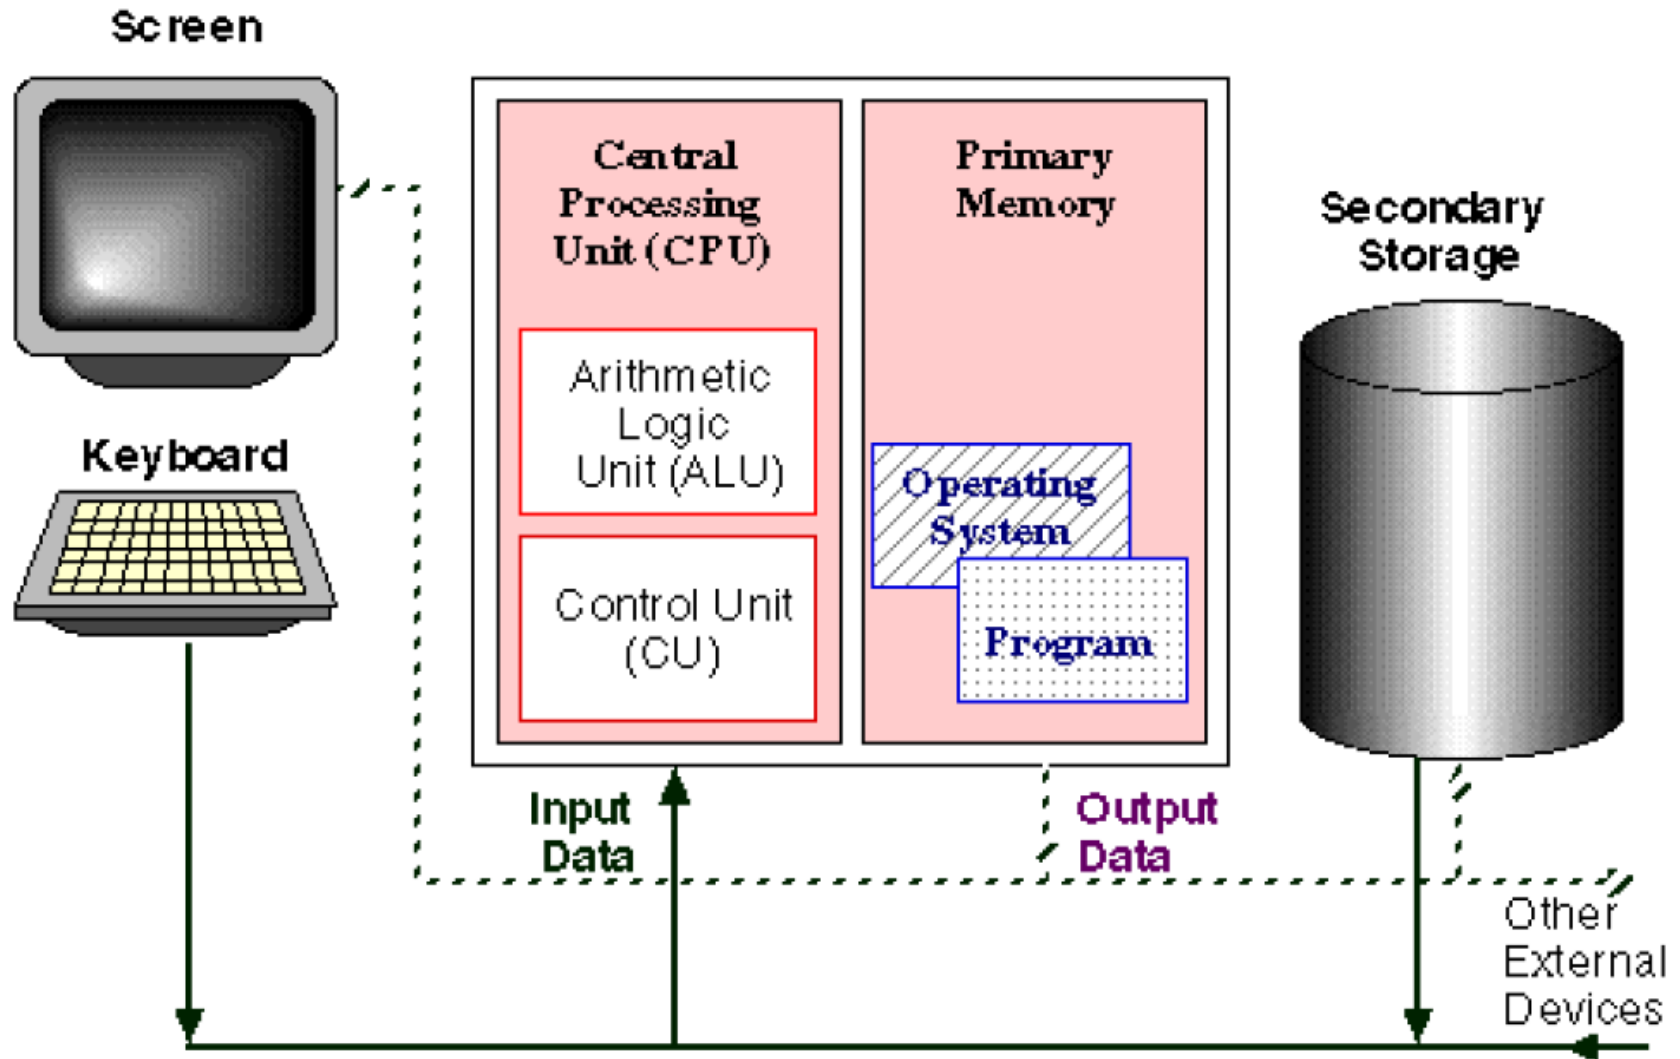 Screen
Keyboard
Central
Processing
Unit (CPU)
Arithmetic
Logic
Unit (ALU)
Control Unit
(CU)
Primary
Memory
Operating
System
Program
Secondary
Storage
Input
Data
Output
Data
Other
External
Devices